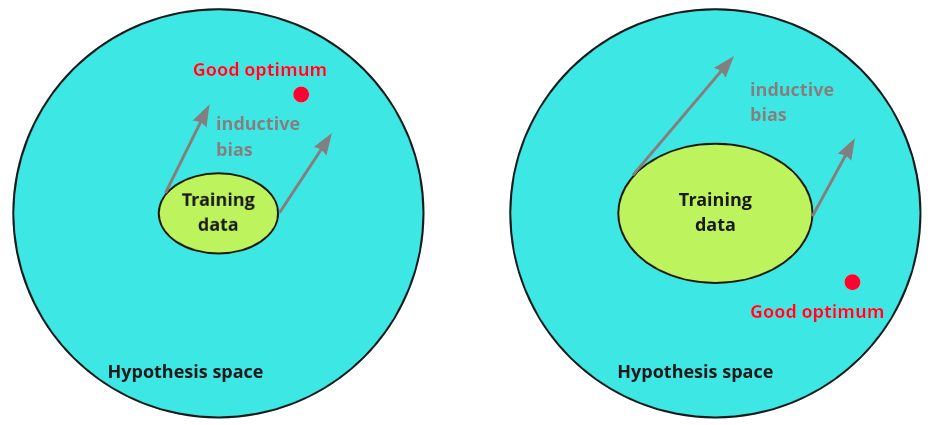 Good optimum
inductive
bias
Training
data
Hypothesis space
inductive
bias
Training
data
Good optimum
Hypothesis space